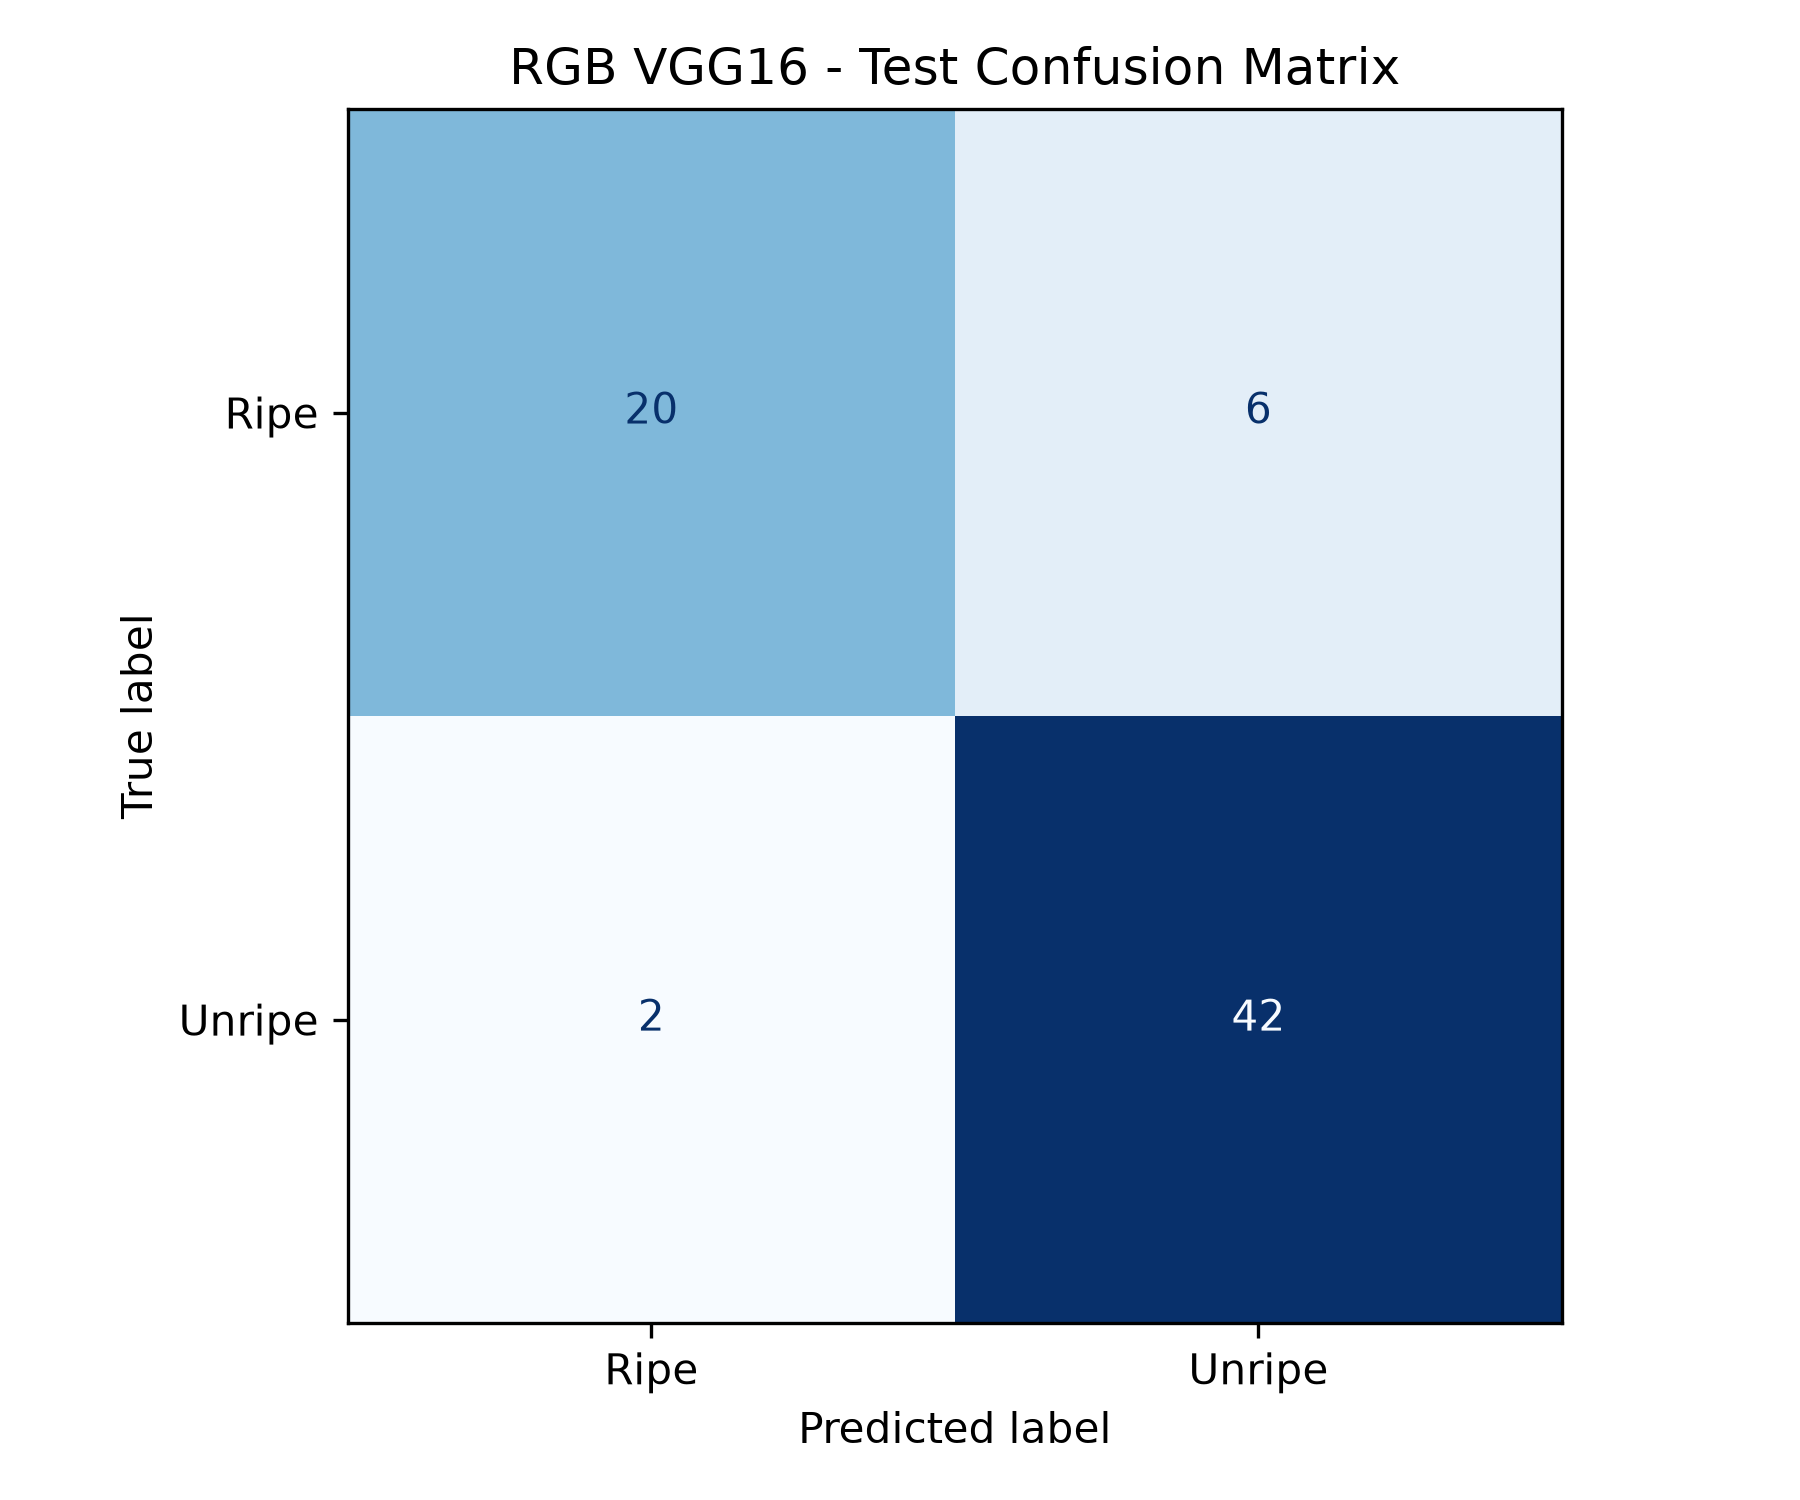 RGB VGG16 - Test Confusion Matrix
True label
Ripe
20 6
Unripe
2 42
Ripe Unripe
Predicted label